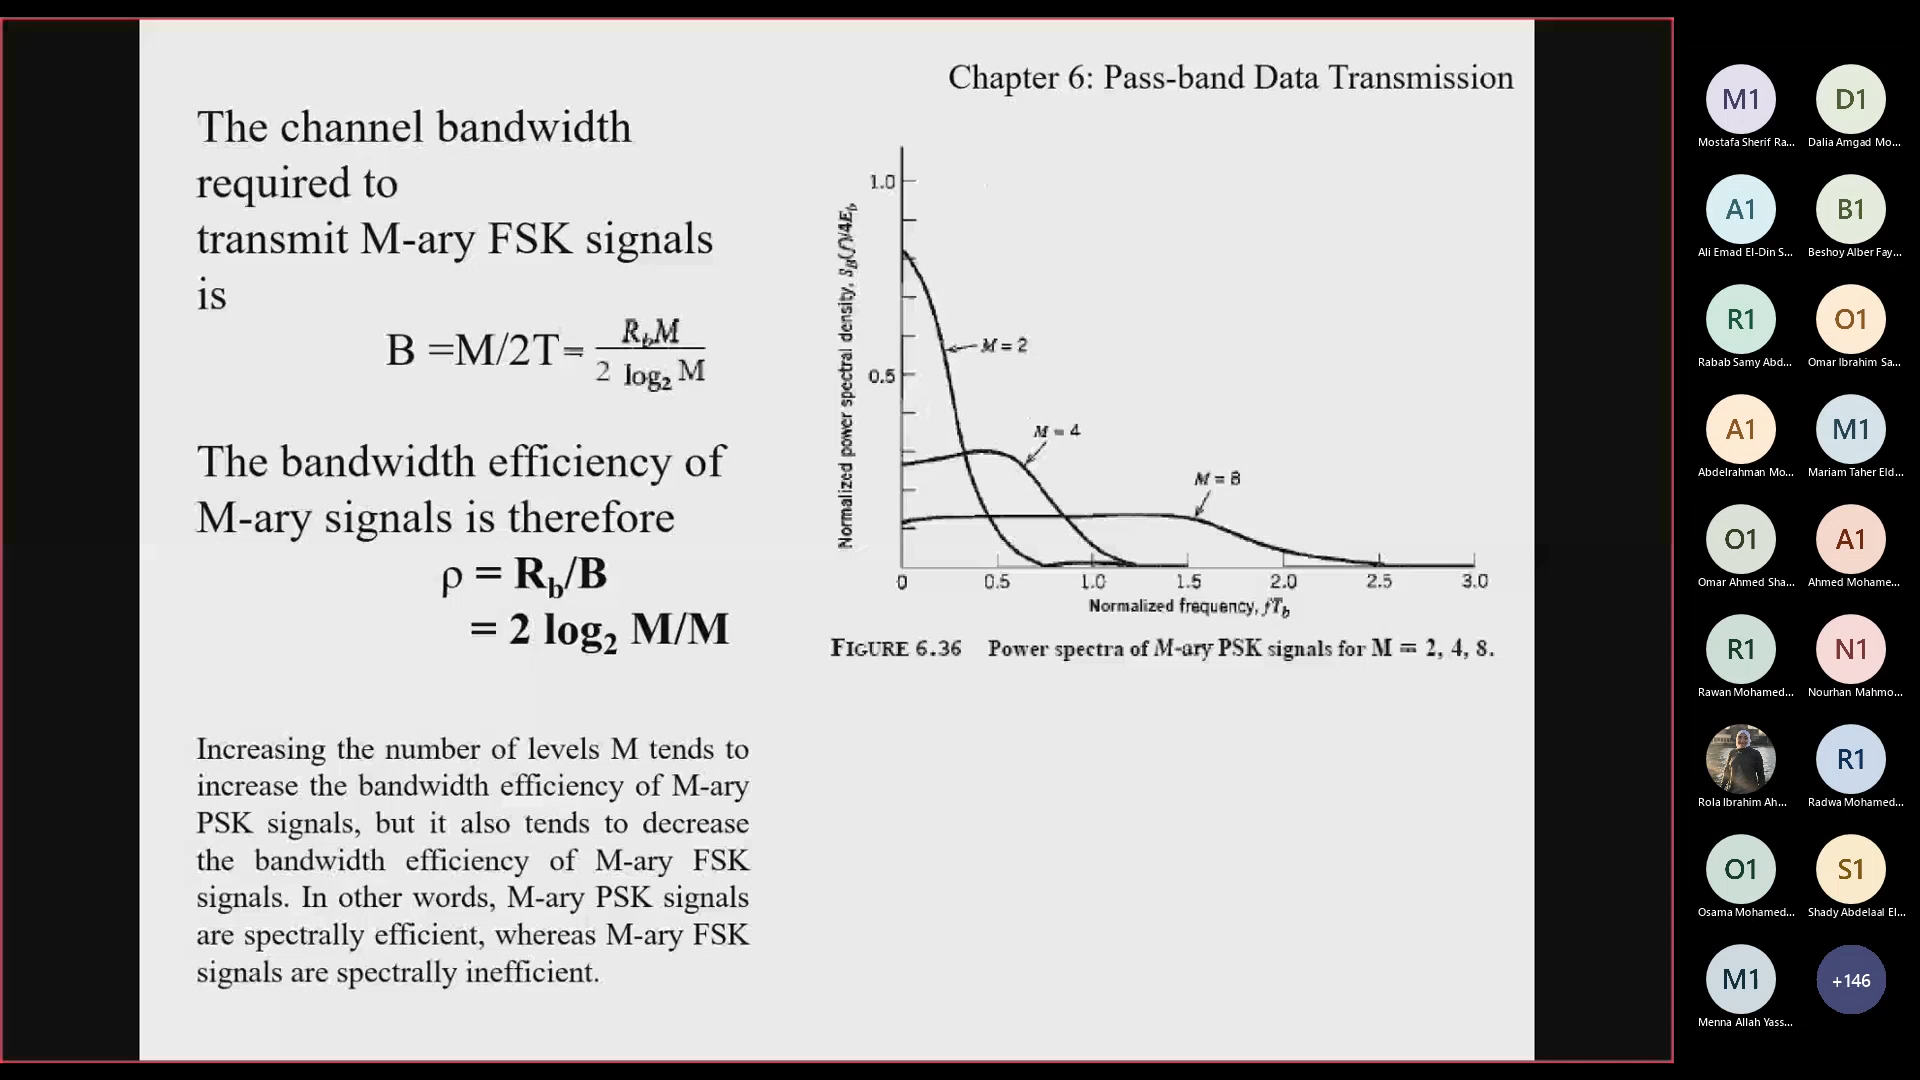 Chapter 6: Pass-band Data Transmission
The channel bandwidth
required to
transmit M-ary FSK signals
is
B =M/2T= R_bM / 2 log₂ M
The bandwidth efficiency of
M-ary signals is therefore
ρ = R_b/B
= 2 log₂ M/M
Increasing the number of levels M tends to
increase the bandwidth efficiency of M-ary
PSK signals, but it also tends to decrease
the bandwidth efficiency of M-ary FSK
signals. In other words, M-ary PSK signals
are spectrally efficient, whereas M-ary FSK
signals are spectrally inefficient.
Normalized power spectral density, S_B(f)/4E_b
1.0
0.5
M = 2
M = 4
M = 8
0 0.5 1.0 1.5 2.0 2.5 3.0
Normalized frequency, fT_b
FIGURE 6.36 Power spectra of M-ary PSK signals for M = 2, 4, 8.
M1 D1
Mostafa Sherif Ra... Dalia Amgad Mo...
A1 B1
Ali Emad El-Din S... Beshoy Alber Fay...
R1 O1
Rabab Samy Abd... Omar Ibrahim Sa...
A1 M1
Abdelrahman Mo... Mariam Taher Eld...
O1 A1
Omar Ahmed Sha... Ahmed Mohame...
R1 N1
Rawan Mohamed... Nourhan Mahmo...
R1
Rola Ibrahim Ah... Radwa Mohamed...
O1 S1
Osama Mohamed... Shady Abdelaal El...
M1 +146
Menna Allah Yass...